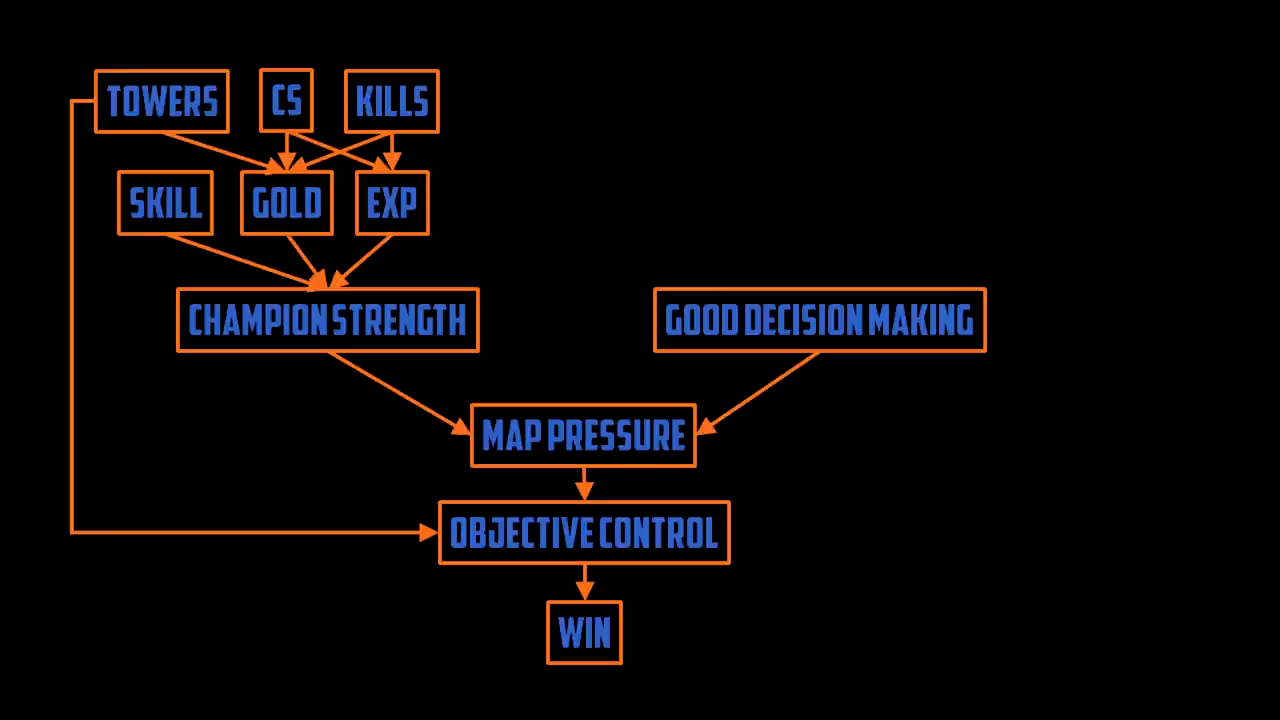 TOWERS CS KILLS
SKILL GOLD EXP
CHAMPION STRENGTH GOOD DECISION MAKING
MAP PRESSURE
OBJECTIVE CONTROL
WIN